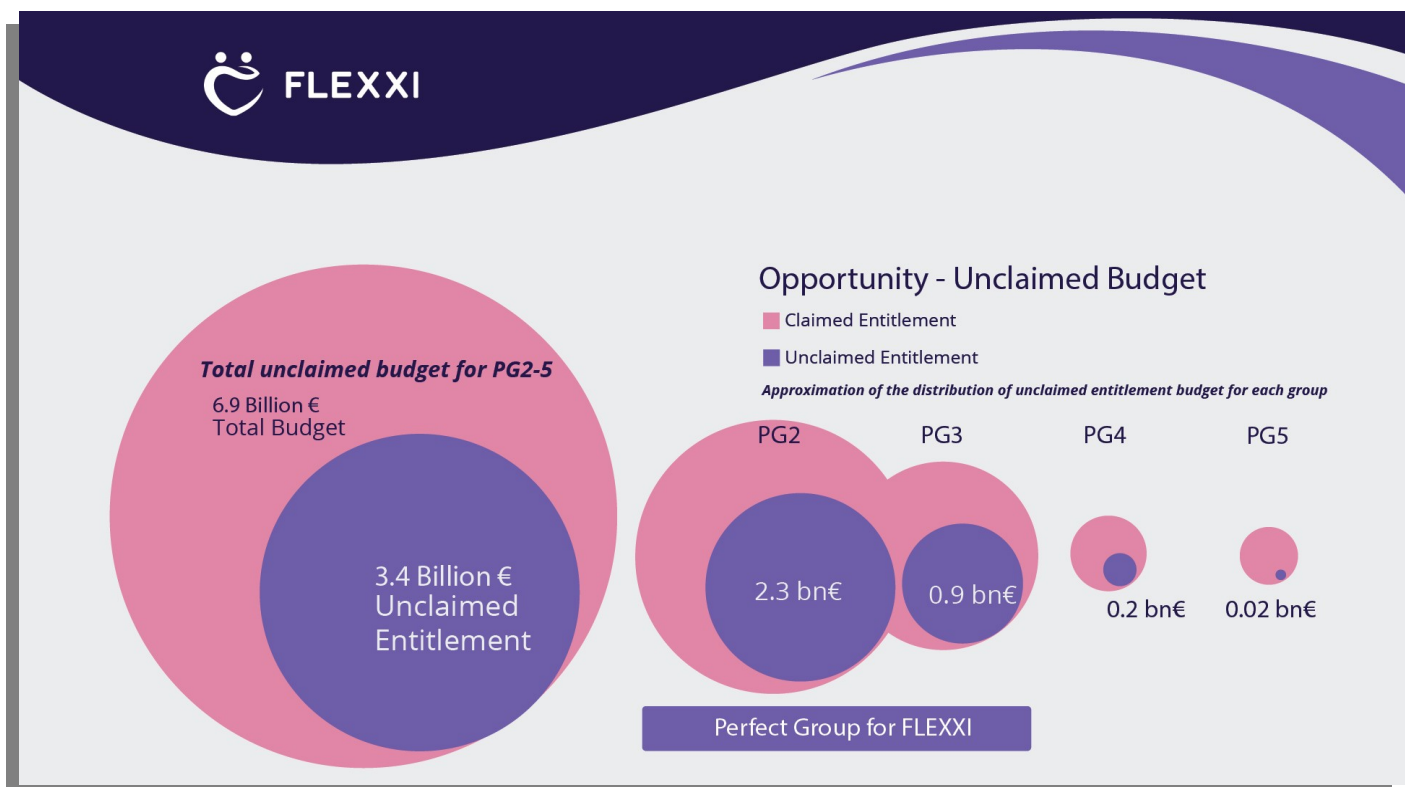 FLEXXI
Opportunity - Unclaimed Budget
Claimed Entitlement
Unclaimed Entitlement
Approximation of the distribution of unclaimed entitlement budget for each group
Total unclaimed budget for PG2-5
6.9 Billion €
Total Budget
3.4 Billion €
Unclaimed
Entitlement
PG2
PG3
PG4
PG5
2.3 bn€
0.9 bn€
0.2 bn€
0.02 bn€
Perfect Group for FLEXXI